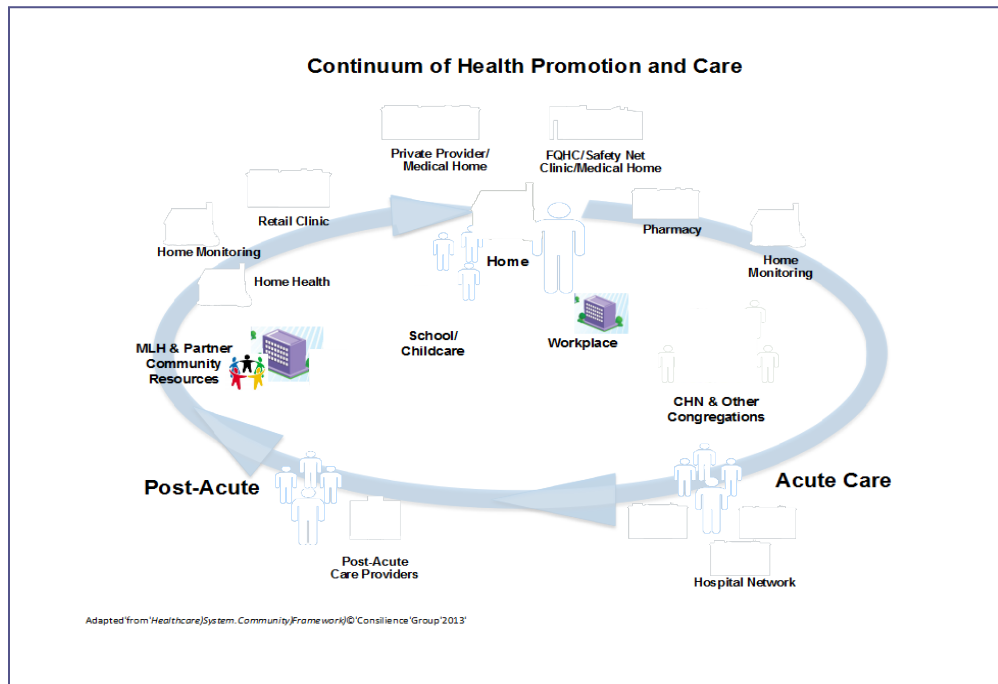 Continuum of Health Promotion and Care
Private Provider/
Medical Home
FQHC/Safety Net
Clinic/Medical Home
Retail Clinic
Pharmacy
Home Monitoring
Home
Home
Monitoring
Home Health
School/
Childcare
Workplace
MLH & Partner
Community
Resources
CHN & Other
Congregations
Post-Acute
Acute Care
Post-Acute
Care Providers
Hospital Network
Adapted'from'Healthcare)System.Community)Framework)©'Consilience'Group'2013'